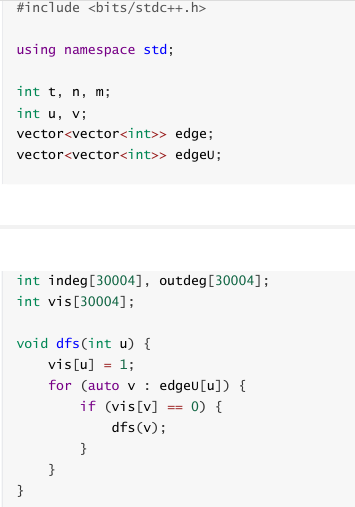 #include <bits/stdc++.h>
using namespace std;
int t, n, m;
int u, v;
vector<vector<int>> edge;
vector<vector<int>> edgeU;
int indeg[30004], outdeg[30004];
int vis[30004];
void dfs(int u) {
    vis[u] = 1;
    for (auto v : edgeU[u]) {
        if (vis[v] == 0) {
            dfs(v);
        }
    }
}